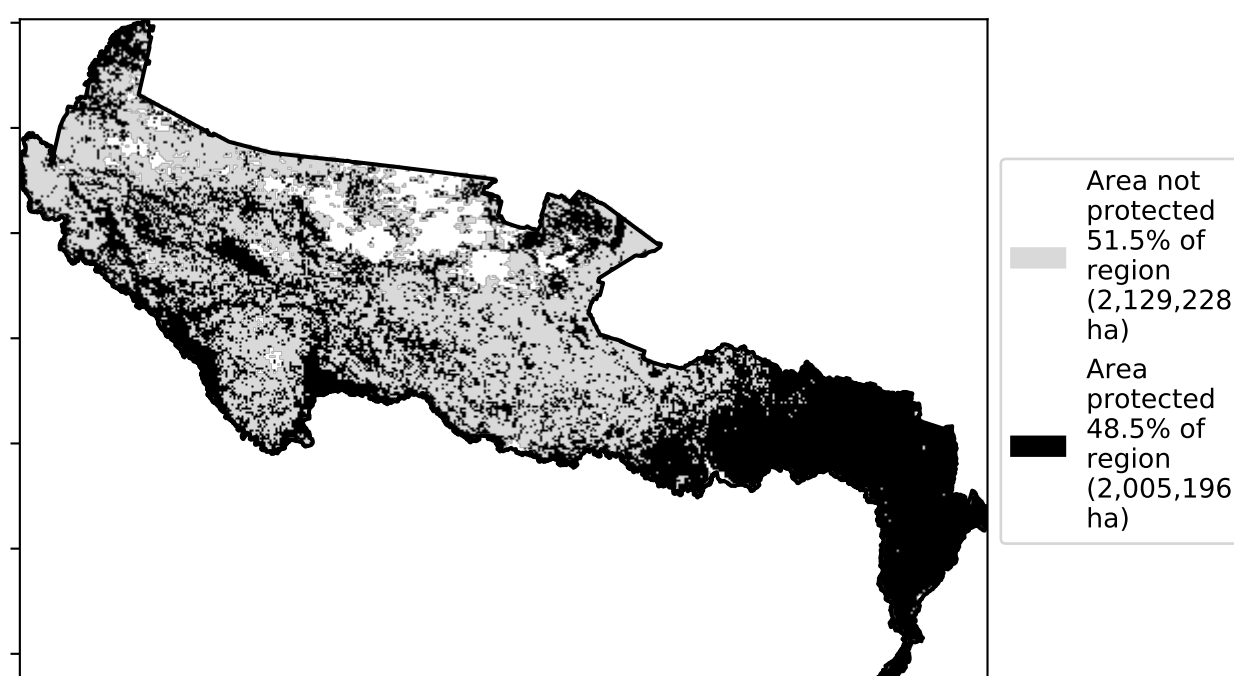 Area not
protected
51.5% of
region
(2,129,228
ha)
Area
protected
48.5% of
region
(2,005,196
ha)